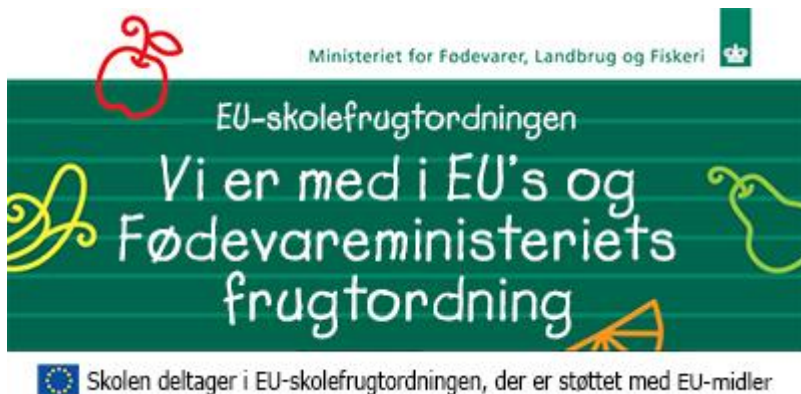 Ministeriet for Fødevarer, Landbrug og Fiskeri
EU-skolefrugtordningen
Vi er med i EU's og
Fødevareministeriets
frugtordning
Skolen deltager i EU-skolefrugtordningen, der er støttet med EU-midler